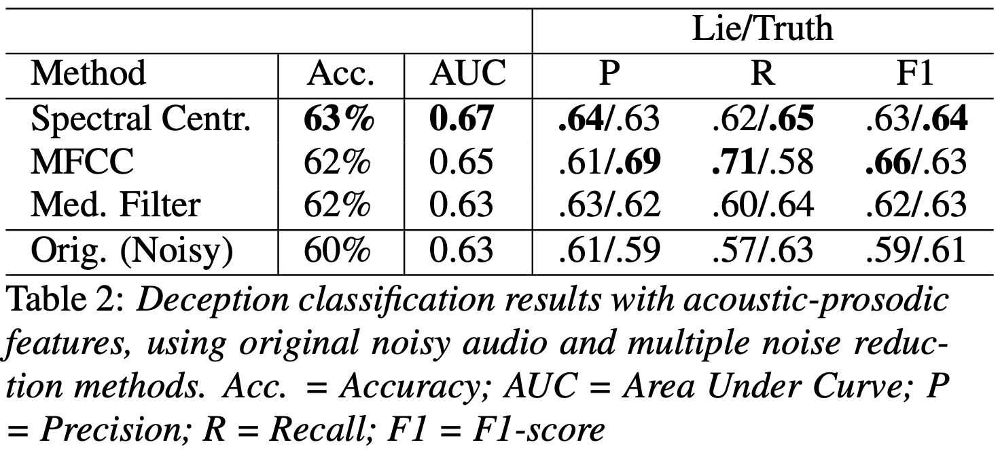 Lie/Truth
Method Acc. AUC P R F1
Spectral Centr. 63% 0.67 .64/.63 .62/.65 .63/.64
MFCC 62% 0.65 .61/.69 .71/.58 .66/.63
Med. Filter 62% 0.63 .63/.62 .60/.64 .62/.63
Orig. (Noisy) 60% 0.63 .61/.59 .57/.63 .59/.61
Table 2: Deception classification results with acoustic-prosodic
features, using original noisy audio and multiple noise reduc-
tion methods. Acc. = Accuracy; AUC = Area Under Curve; P
= Precision; R = Recall; F1 = F1-score